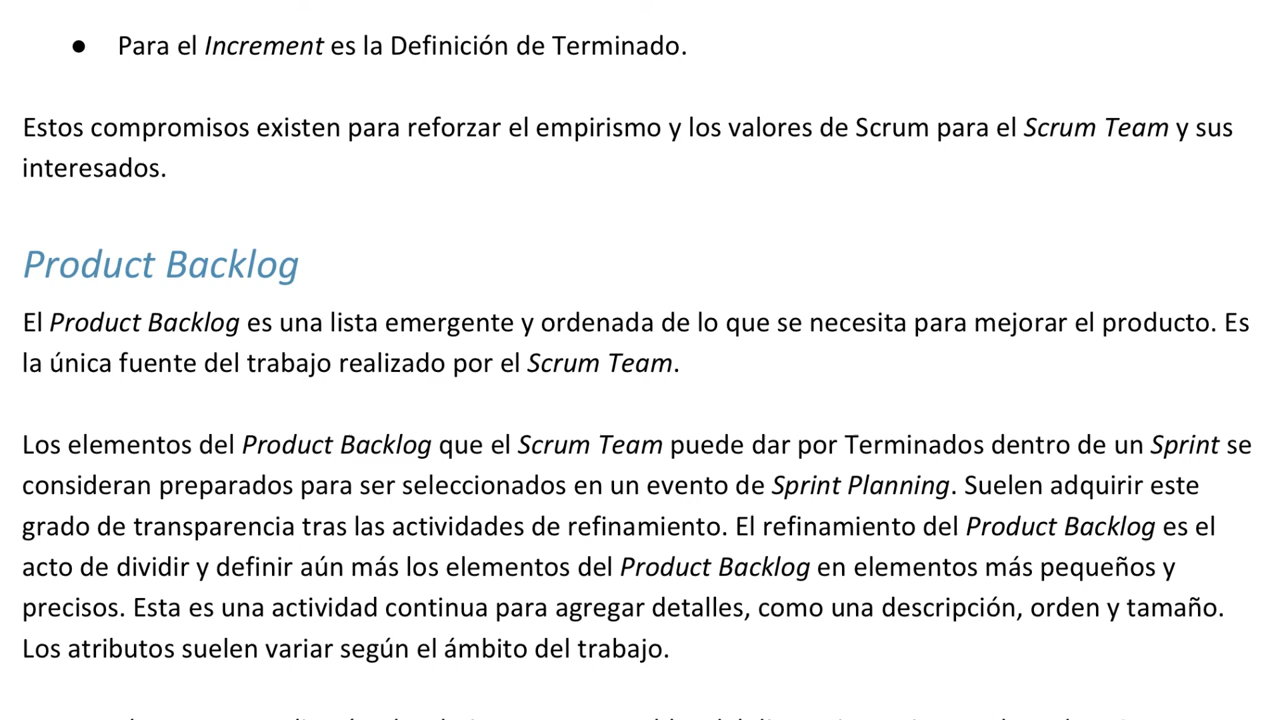 ● Para el Increment es la Definición de Terminado.
Estos compromisos existen para reforzar el empirismo y los valores de Scrum para el Scrum Team y sus
interesados.
Product Backlog
El Product Backlog es una lista emergente y ordenada de lo que se necesita para mejorar el producto. Es
la única fuente del trabajo realizado por el Scrum Team.
Los elementos del Product Backlog que el Scrum Team puede dar por Terminados dentro de un Sprint se
consideran preparados para ser seleccionados en un evento de Sprint Planning. Suelen adquirir este
grado de transparencia tras las actividades de refinamiento. El refinamiento del Product Backlog es el
acto de dividir y definir aún más los elementos del Product Backlog en elementos más pequeños y
precisos. Esta es una actividad continua para agregar detalles, como una descripción, orden y tamaño.
Los atributos suelen variar según el ámbito del trabajo.